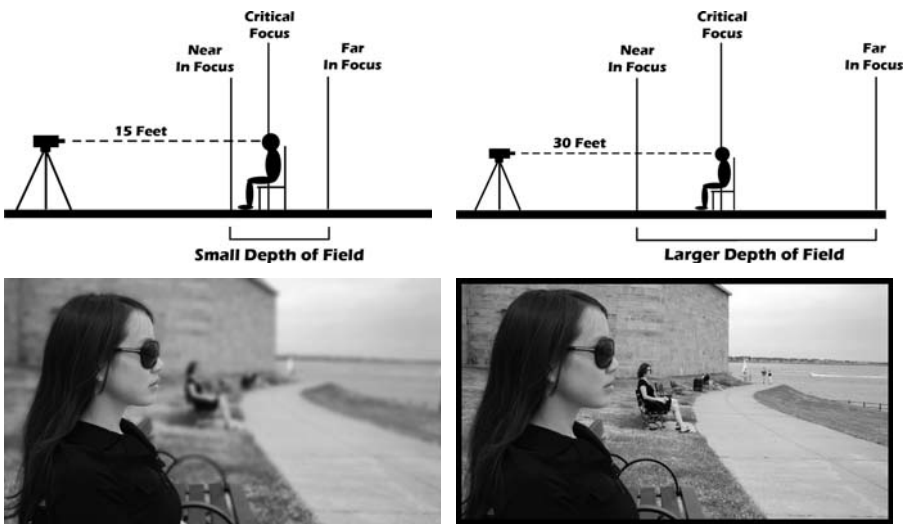 Critical
Focus
Near
In Focus
Far
In Focus
15 Feet
Small Depth of Field
Critical
Focus
Near
In Focus
Far
In Focus
30 Feet
Larger Depth of Field